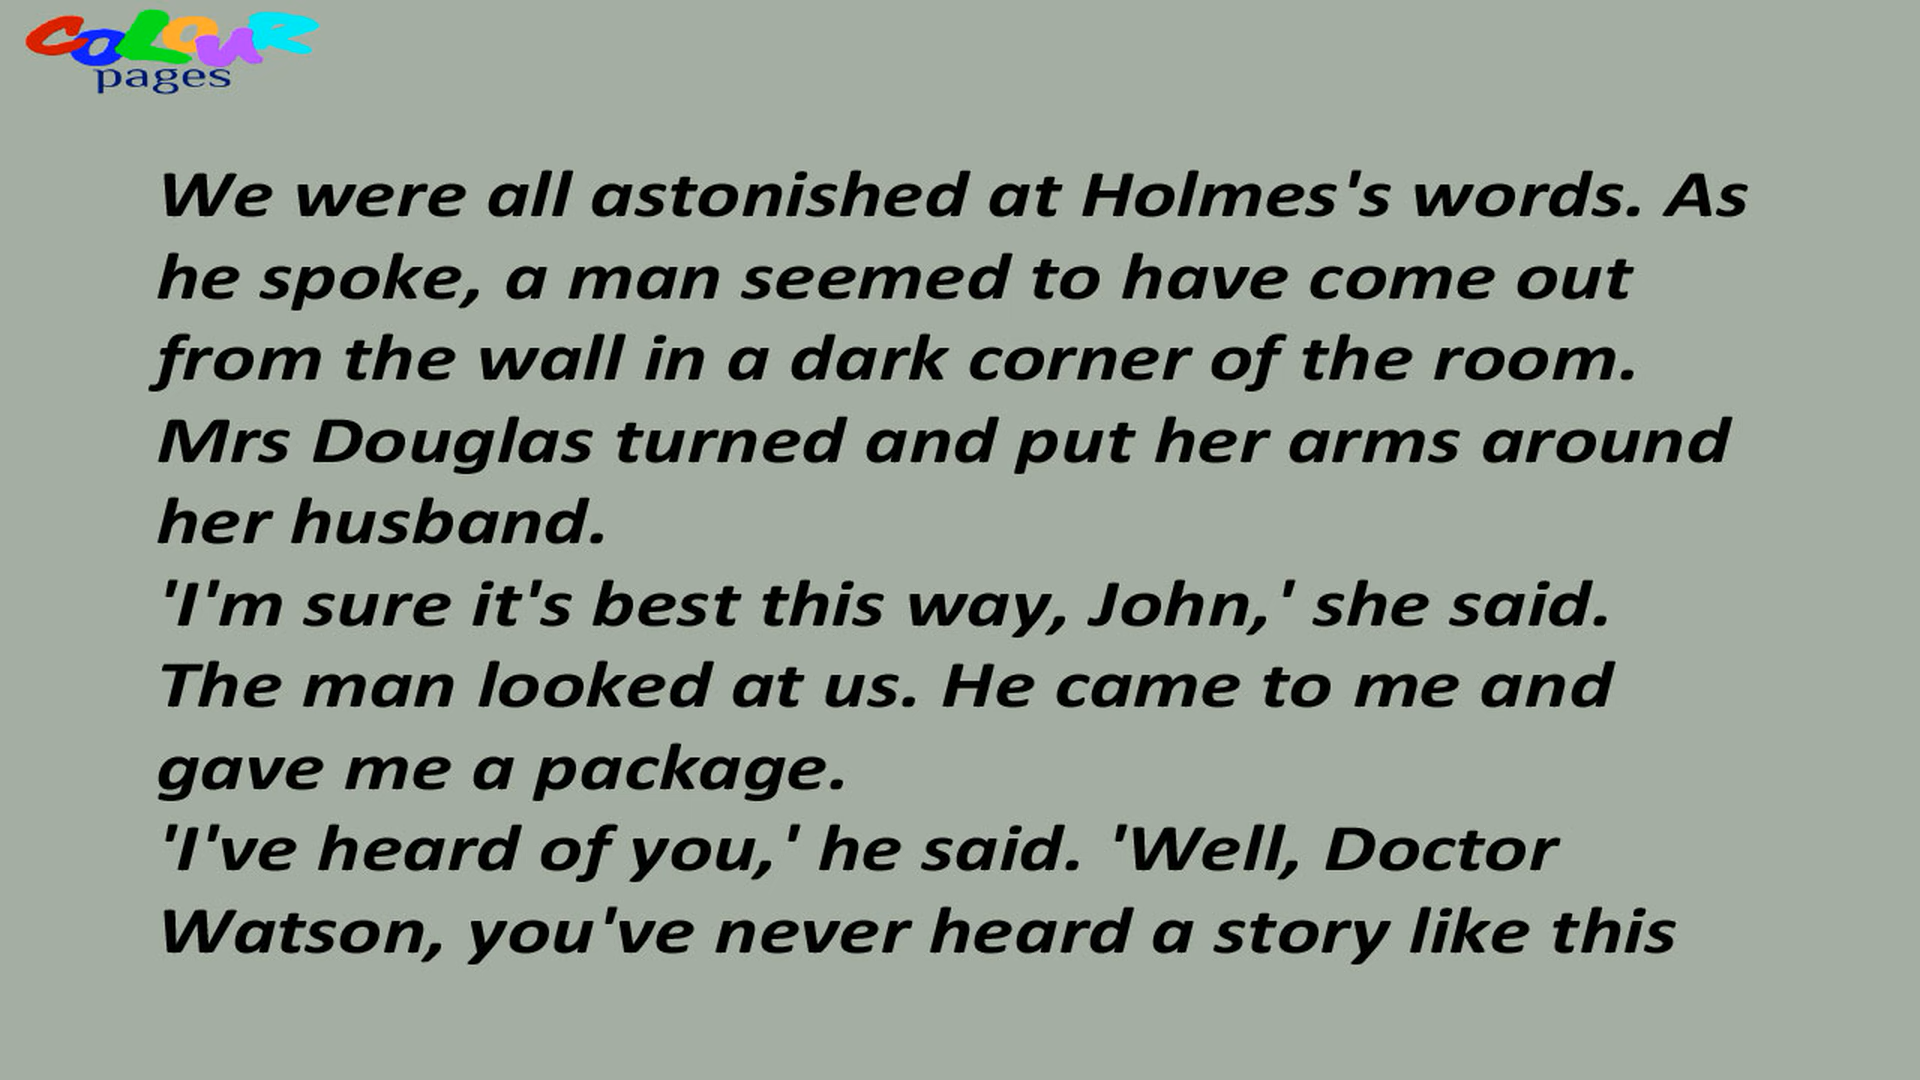 COLOUR
pages
We were all astonished at Holmes's words. As
he spoke, a man seemed to have come out
from the wall in a dark corner of the room.
Mrs Douglas turned and put her arms around
her husband.
'I'm sure it's best this way, John,' she said.
The man looked at us. He came to me and
gave me a package.
'I've heard of you,' he said. 'Well, Doctor
Watson, you've never heard a story like this